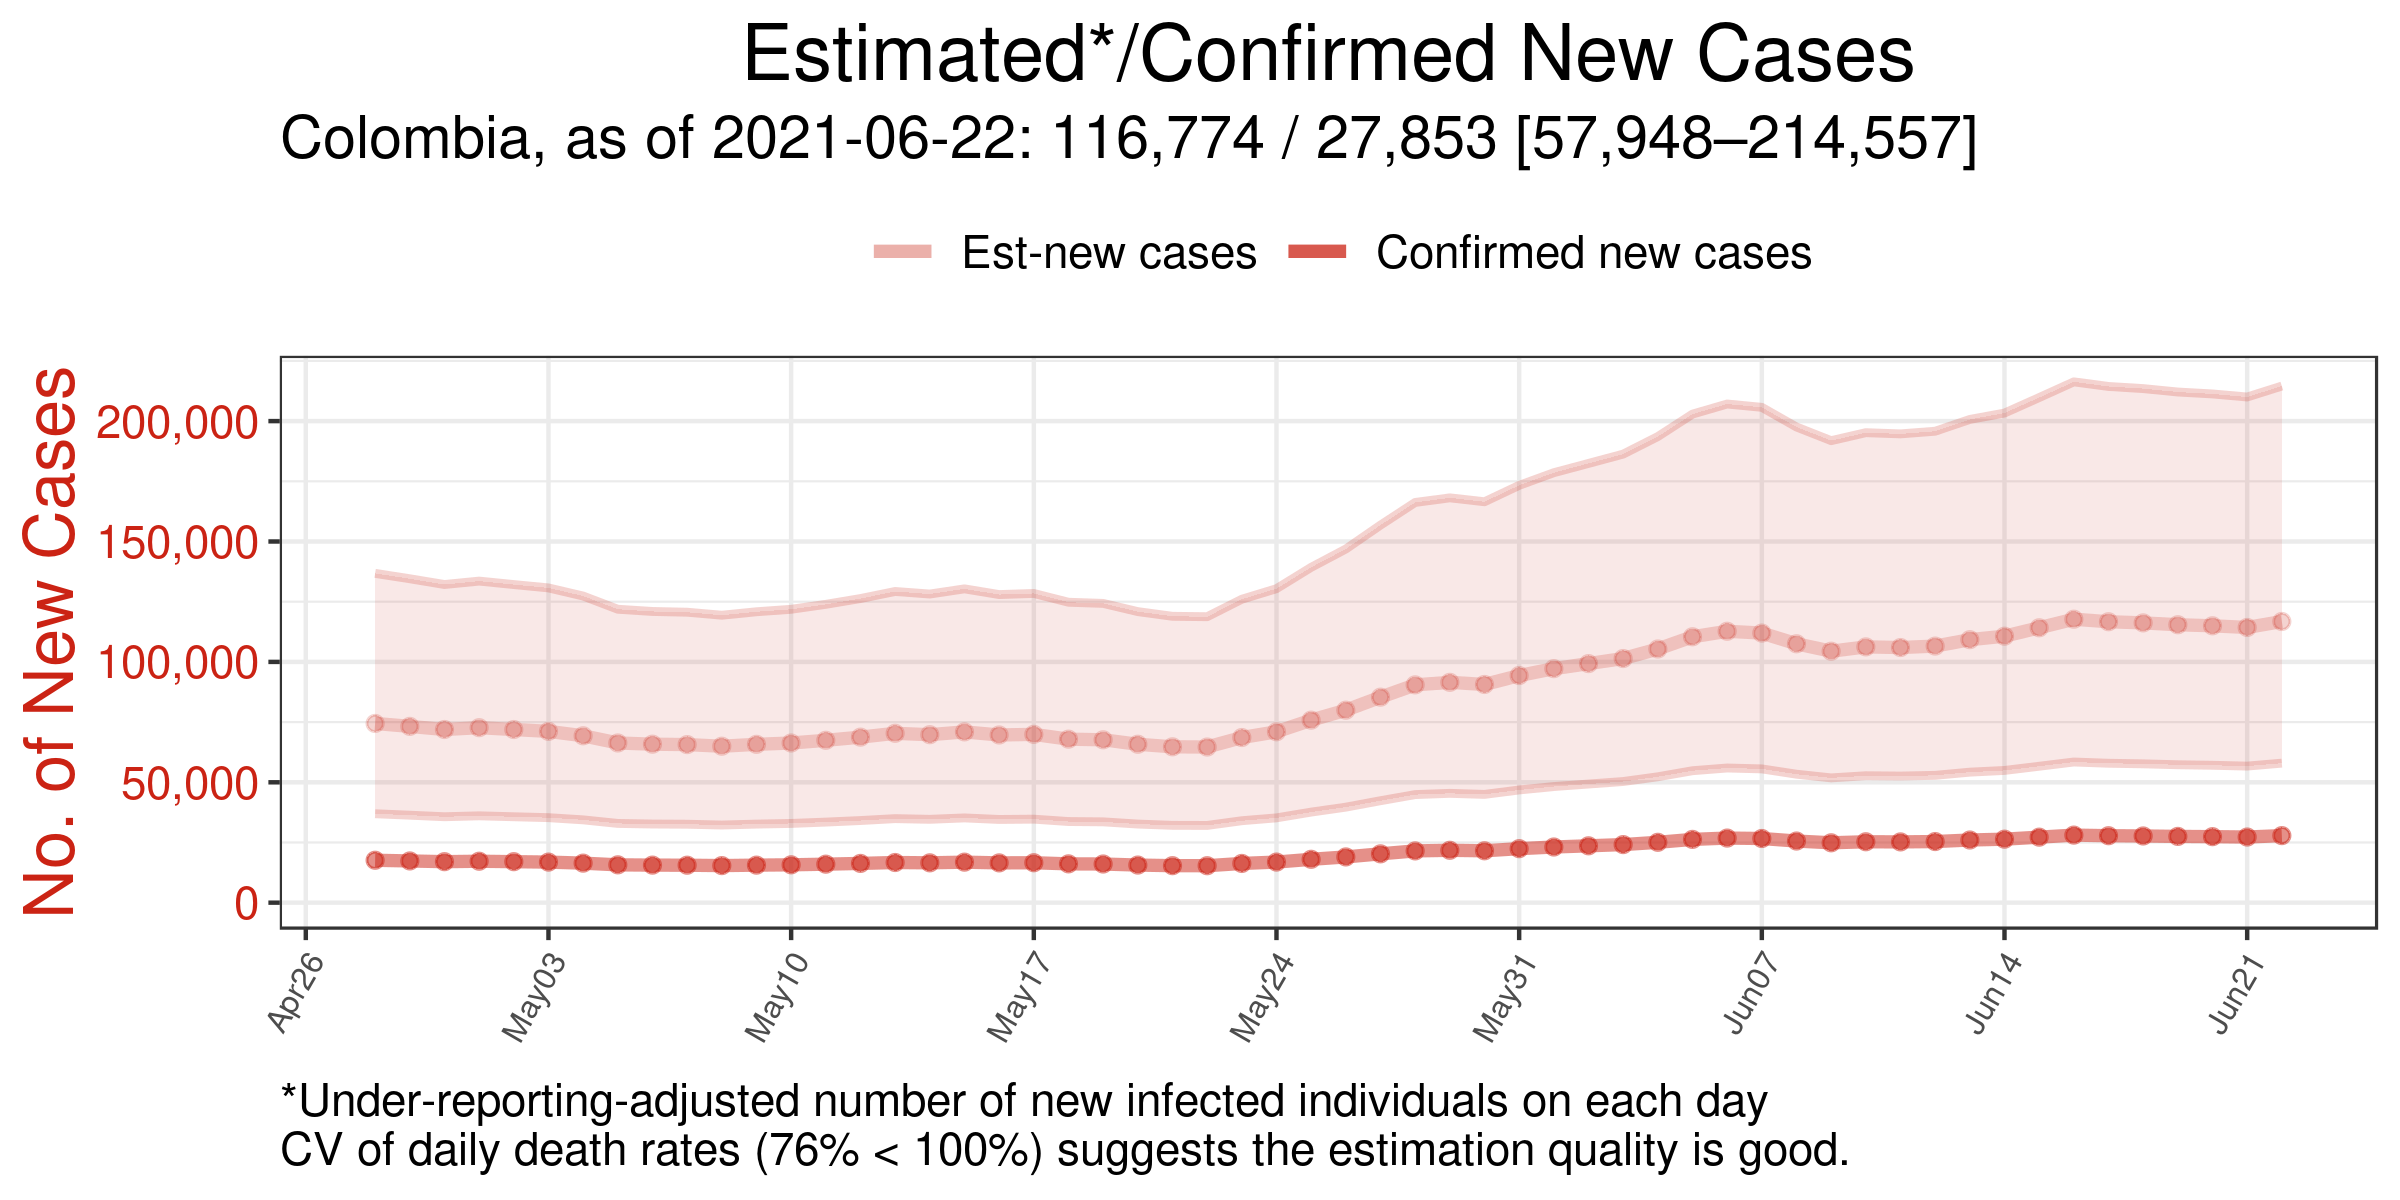 Estimated*/Confirmed New Cases
Colombia, as of 2021-06-22: 116,774 / 27,853 [57,948–214,557]
Est-new cases
Confirmed new cases
No. of New Cases
200,000
150,000
100,000
50,000
0
Apr26
May03
May10
May17
May24
May31
Jun07
Jun14
Jun21
*Under-reporting-adjusted number of new infected individuals on each day
CV of daily death rates (76% < 100%) suggests the estimation quality is good.